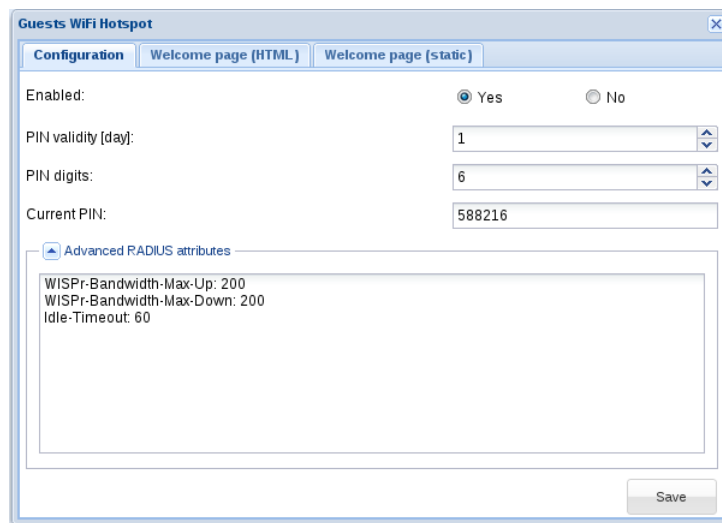 Guests WiFi Hotspot
Configuration Welcome page (HTML) Welcome page (static)
Enabled: Yes No
PIN validity [day]: 1
PIN digits: 6
Current PIN: 588216
Advanced RADIUS attributes
WISPr-Bandwidth-Max-Up: 200
WISPr-Bandwidth-Max-Down: 200
Idle-Timeout: 60
Save